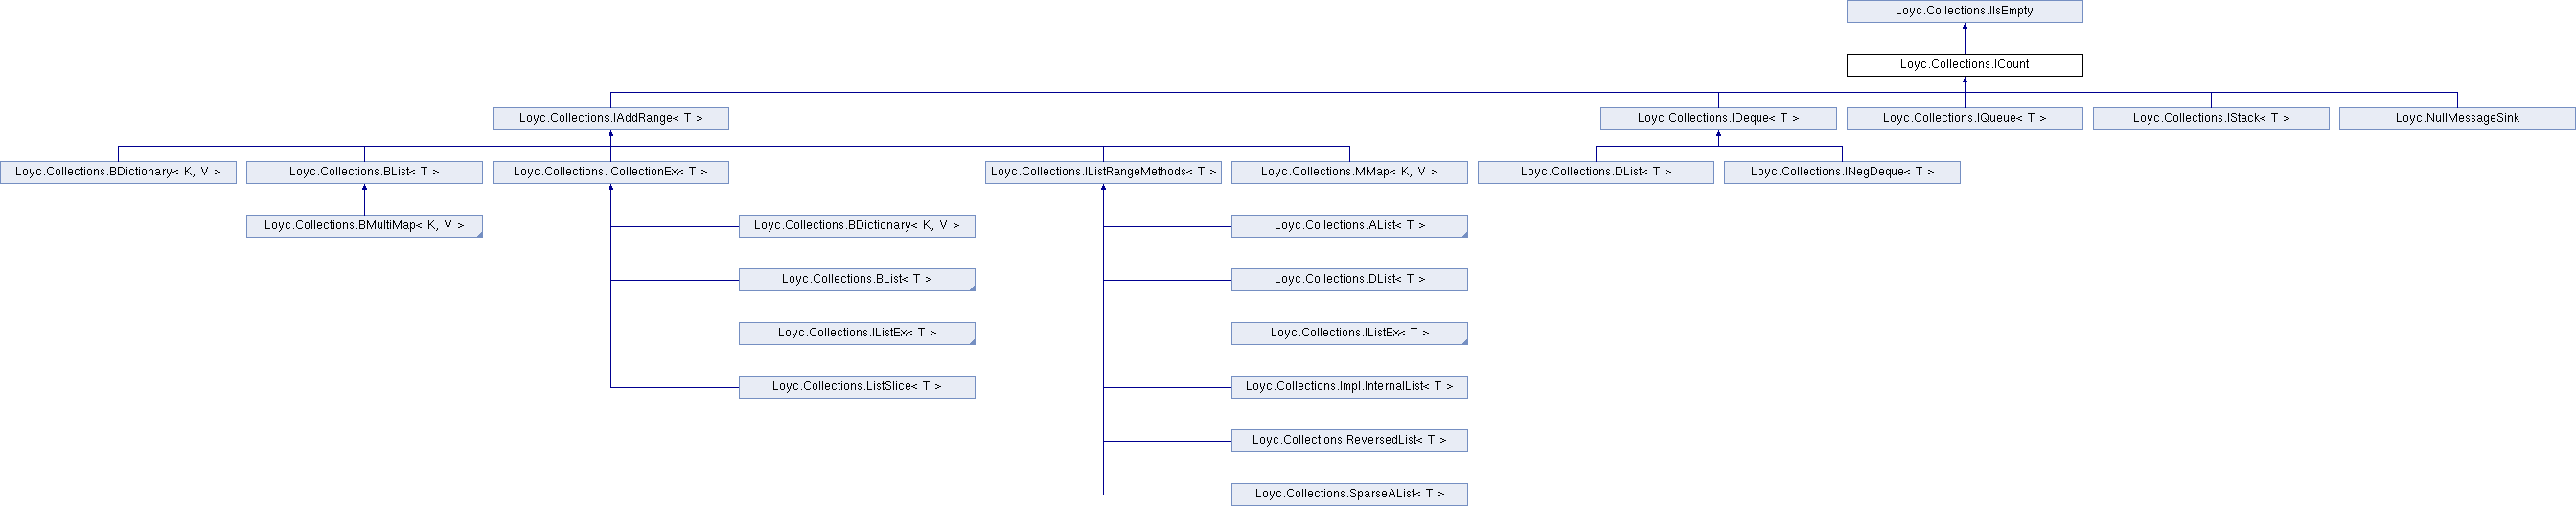 Loyc.Collections.IIsEmpty
Loyc.Collections.ICount
Loyc.Collections.IAddRange< T >
Loyc.Collections.IDeque< T >
Loyc.Collections.IQueue< T >
Loyc.Collections.IStack< T >
Loyc.NullMessageSink
Loyc.Collections.BDictionary< K, V >
Loyc.Collections.BList< T >
Loyc.Collections.ICollectionEx< T >
Loyc.Collections.IListRangeMethods< T >
Loyc.Collections.MMap< K, V >
Loyc.Collections.DList< T >
Loyc.Collections.INegDeque< T >
Loyc.Collections.BMultiMap< K, V >
Loyc.Collections.BDictionary< K, V >
Loyc.Collections.AList< T >
Loyc.Collections.BList< T >
Loyc.Collections.DList< T >
Loyc.Collections.IListEx< T >
Loyc.Collections.IListEx< T >
Loyc.Collections.ListSlice< T >
Loyc.Collections.Impl.InternalList< T >
Loyc.Collections.ReversedList< T >
Loyc.Collections.SparseAList< T >